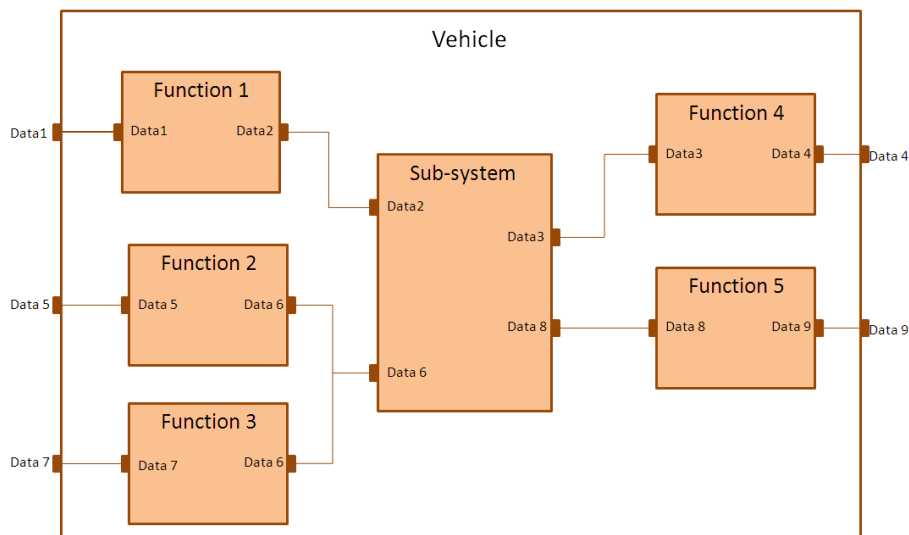 Vehicle
Function 1
Data1
Data1
Data2
Function 4
Data3
Data 4
Data 4
Sub-system
Data2
Data3
Function 2
Data 5
Data 5
Data 6
Function 5
Data 8
Data 8
Data 9
Data 9
Data 6
Function 3
Data 7
Data 7
Data 6